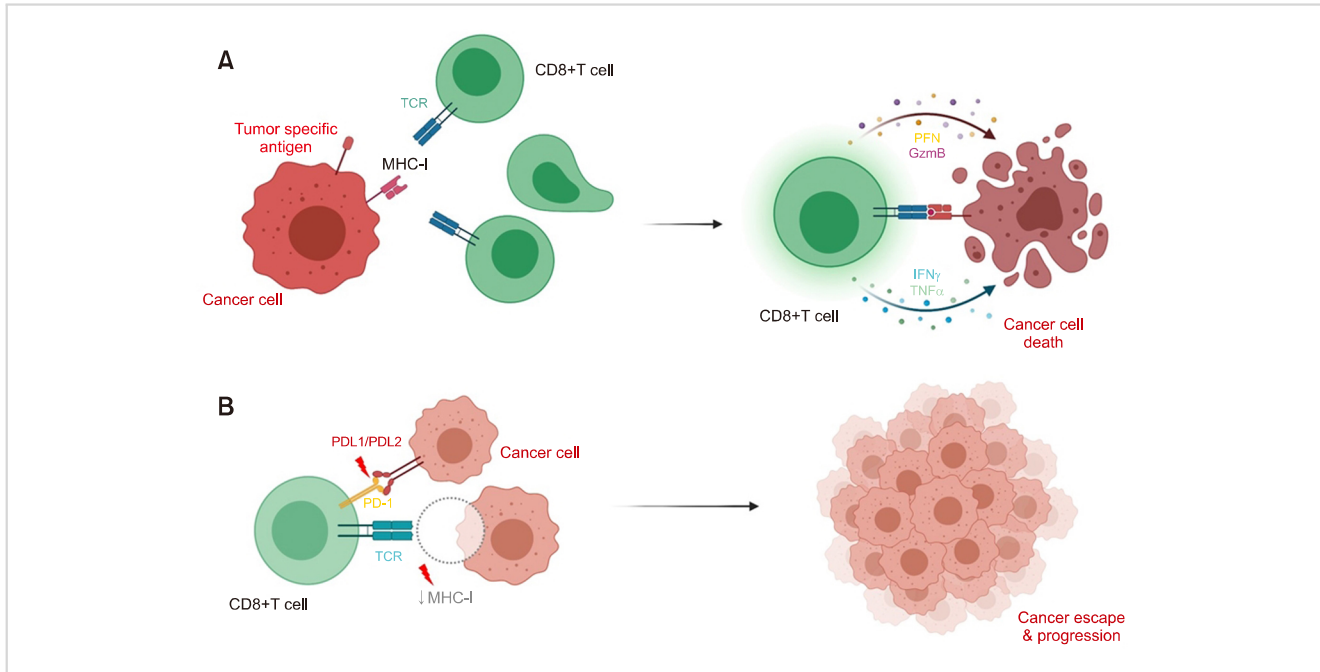 A
CD8+T cell
TCR
Tumor specific
antigen
MHC-I
Cancer cell
PFN
GzmB
IFNγ
TNFα
CD8+T cell
Cancer cell
death
B
PDL1/PDL2
Cancer cell
PD-1
TCR
↓MHC-I
CD8+T cell
Cancer escape
& progression